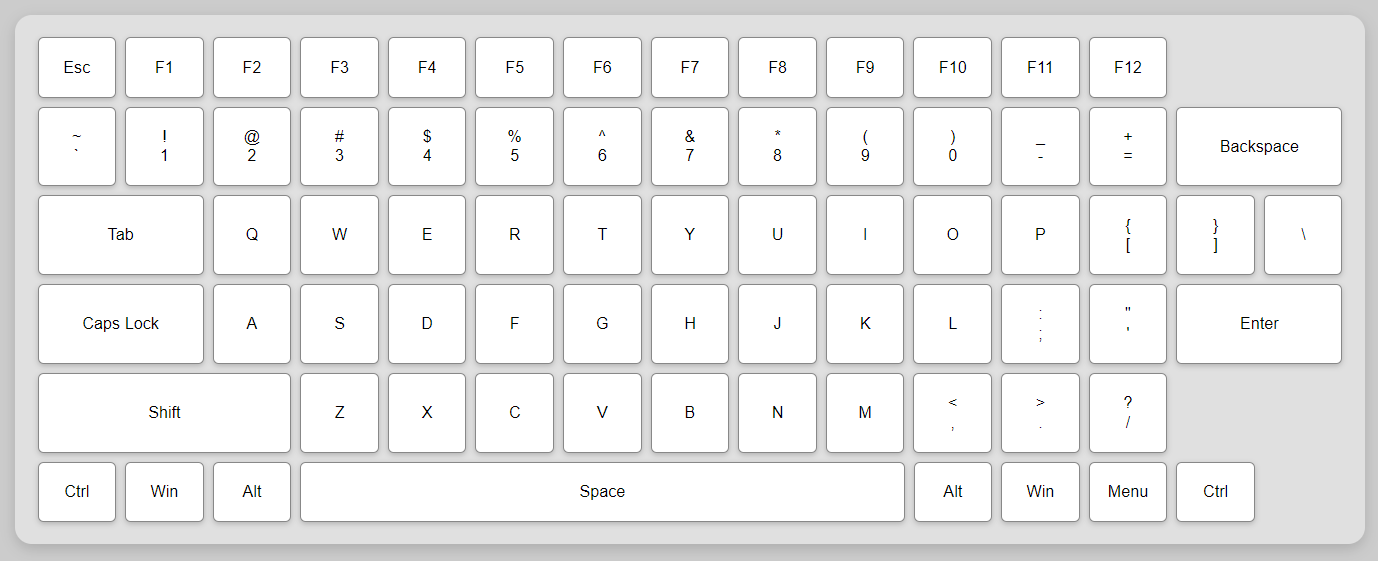 Esc F1 F2 F3 F4 F5 F6 F7 F8 F9 F10 F11 F12
~ ! @ # $ % ^ & * ( ) _ +
` 1 2 3 4 5 6 7 8 9 0 - = Backspace
Tab Q W E R T Y U I O P { } \
[ ]
Caps Lock A S D F G H J K L : " Enter
; '
Shift Z X C V B N M < > ?
, . /
Ctrl Win Alt Space Alt Win Menu Ctrl